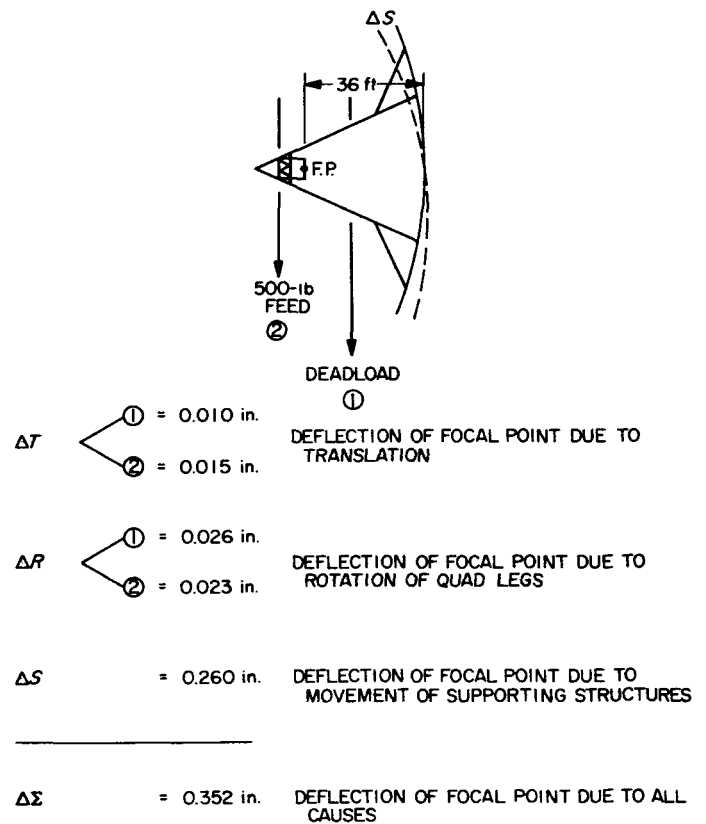 ΔS
36 ft
F.P.
500-lb
FEED
②
DEADLOAD
①
ΔT ① = 0.010 in. DEFLECTION OF FOCAL POINT DUE TO
② = 0.015 in. TRANSLATION
ΔR ① = 0.026 in. DEFLECTION OF FOCAL POINT DUE TO
② = 0.023 in. ROTATION OF QUAD LEGS
ΔS = 0.260 in. DEFLECTION OF FOCAL POINT DUE TO
MOVEMENT OF SUPPORTING STRUCTURES
ΔΣ = 0.352 in. DEFLECTION OF FOCAL POINT DUE TO ALL
CAUSES